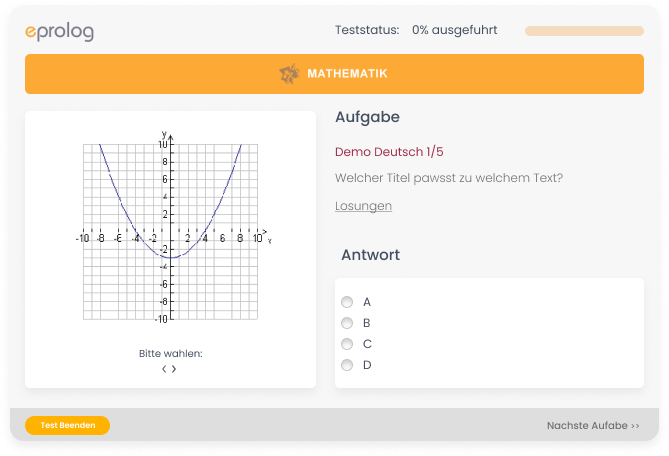 eprolog
Teststatus: 0% ausgefuhrt
MATHEMATIK
Aufgabe
Demo Deutsch 1/5
Welcher Titel pawsst zu welchem Text?
Losungen
y
10
8
6
4
2
-10 -8 -6 -4 -2 2 4 6 8 10 x
-2
-4
-6
-8
-10
Bitte wahlen:
< >
Antwort
A
B
C
D
Test Beenden
Nachste Aufabe >>